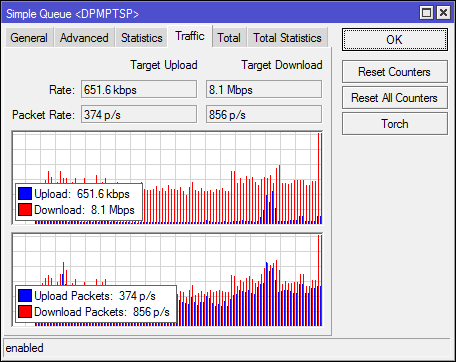 Simple Queue <DPMPTSP>
General Advanced Statistics Traffic Total Total Statistics
Target Upload Target Download
Rate: 651.6 kbps 8.1 Mbps
Packet Rate: 374 p/s 856 p/s
Upload: 651.6 kbps
Download: 8.1 Mbps
Upload Packets: 374 p/s
Download Packets: 856 p/s
OK
Reset Counters
Reset All Counters
Torch
enabled